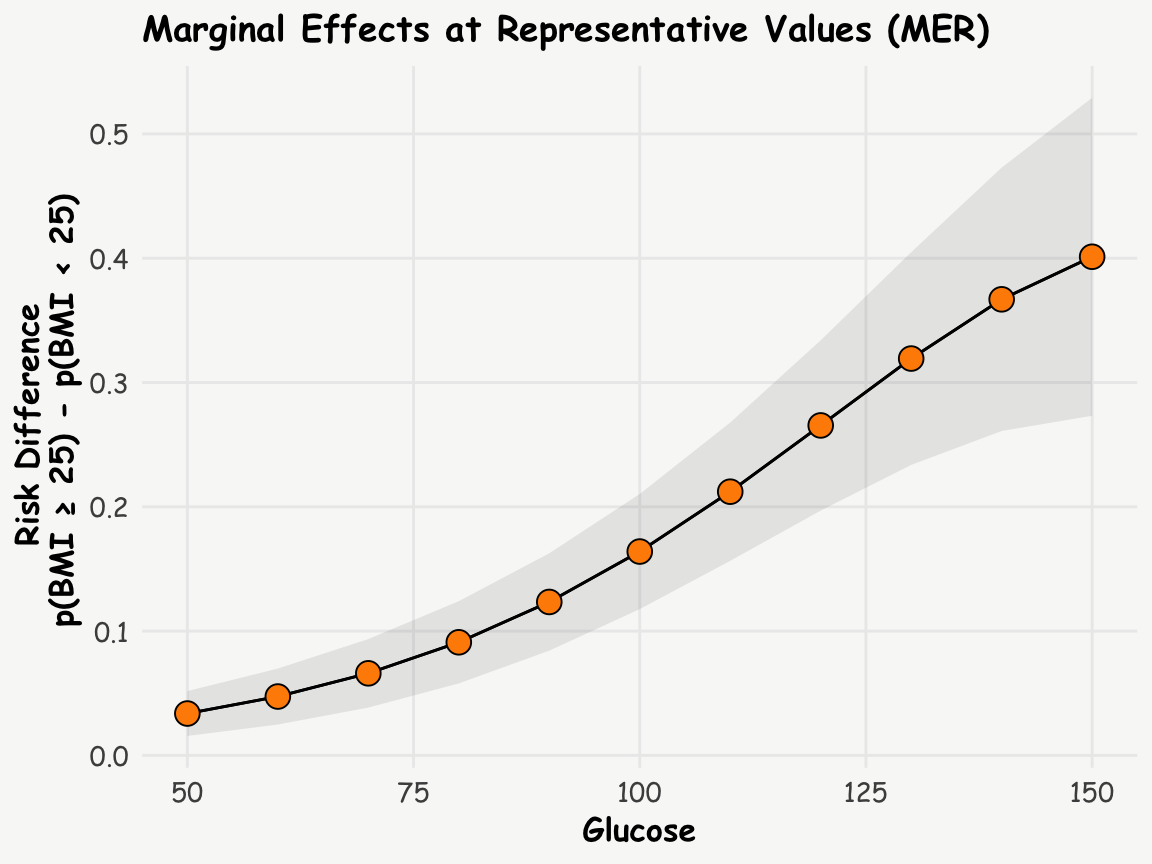 Marginal Effects at Representative Values (MER)
Risk Difference
p(BMI ≥ 25) - p(BMI < 25)
0.5
0.4
0.3
0.2
0.1
0.0
50
75
100
125
150
Glucose